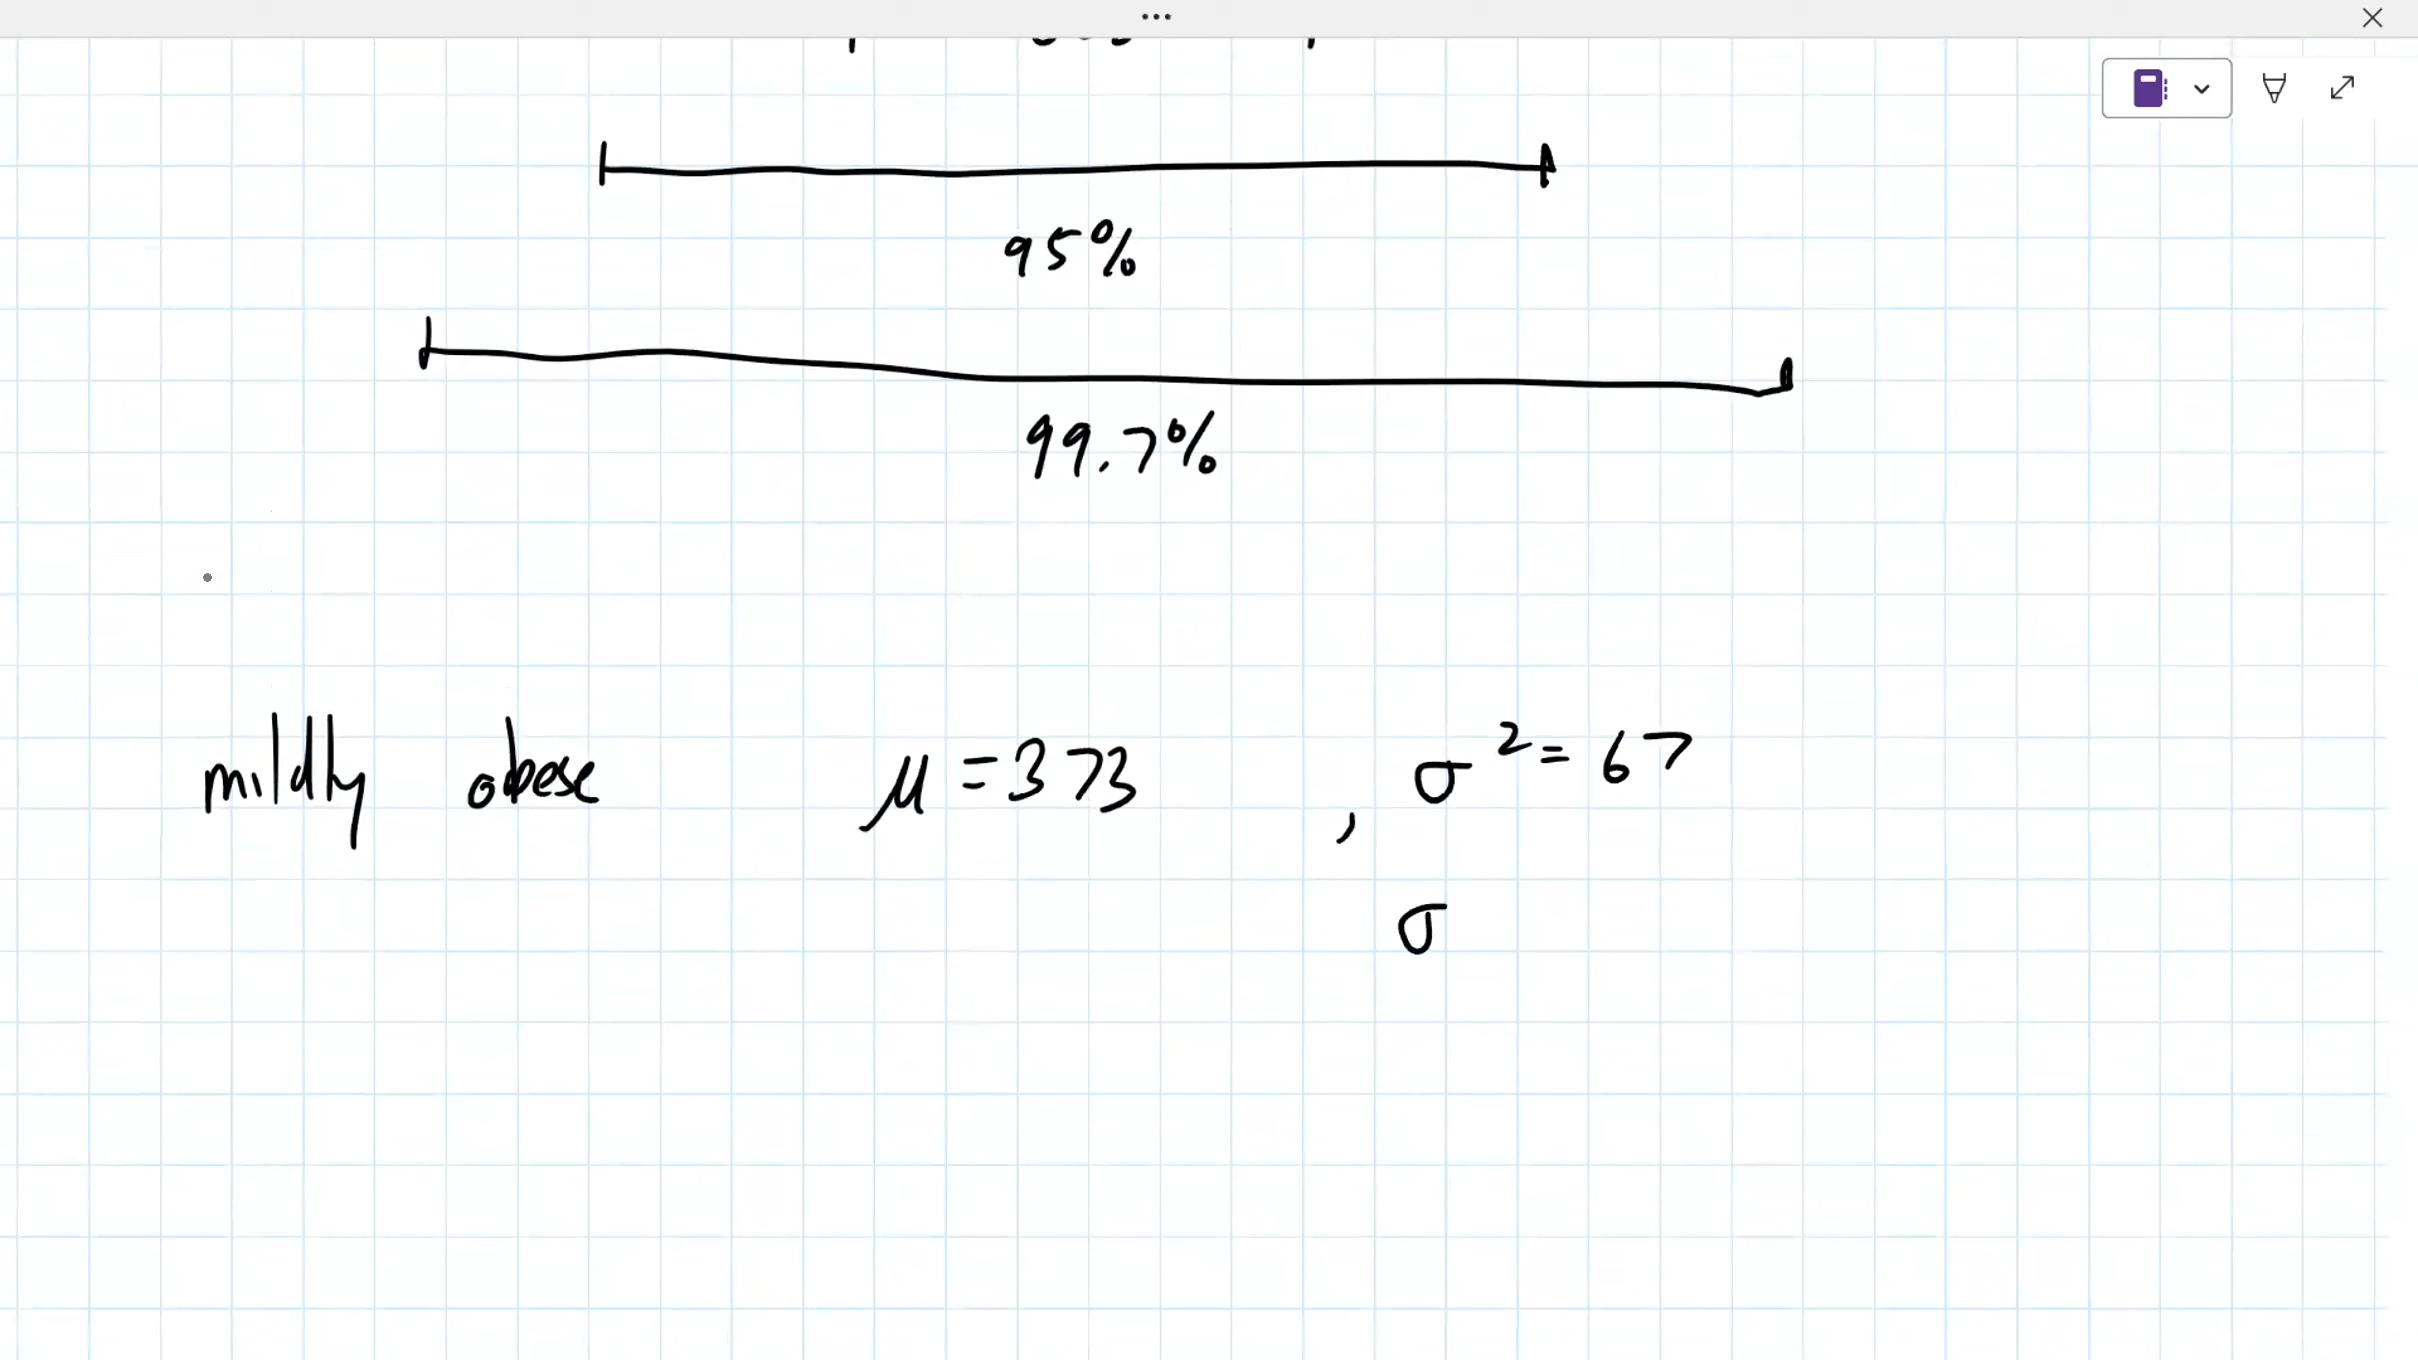 95%
99.7%
mildly obese μ = 373 , σ² = 67
σ